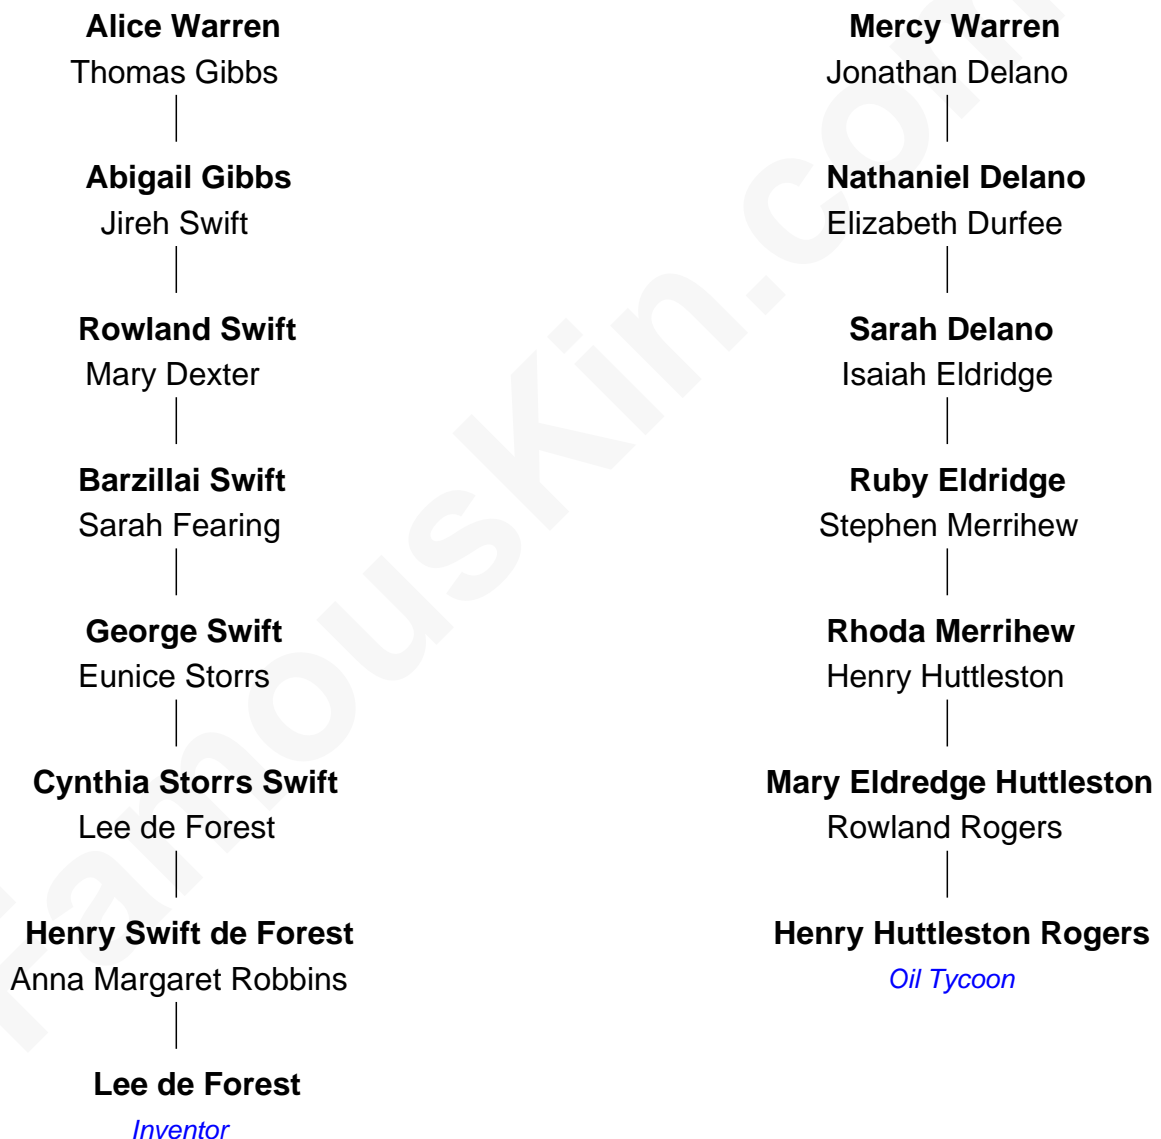 Alice Warren
Thomas Gibbs
Abigail Gibbs
Jireh Swift
Rowland Swift
Mary Dexter
Barzillai Swift
Sarah Fearing
George Swift
Eunice Storrs
Cynthia Storrs Swift
Lee de Forest
Henry Swift de Forest
Anna Margaret Robbins
Lee de Forest
Inventor
Mercy Warren
Jonathan Delano
Nathaniel Delano
Elizabeth Durfee
Sarah Delano
Isaiah Eldridge
Ruby Eldridge
Stephen Merrihew
Rhoda Merrihew
Henry Huttleston
Mary Eldredge Huttleston
Rowland Rogers
Henry Huttleston Rogers
Oil Tycoon
FamousKin.com